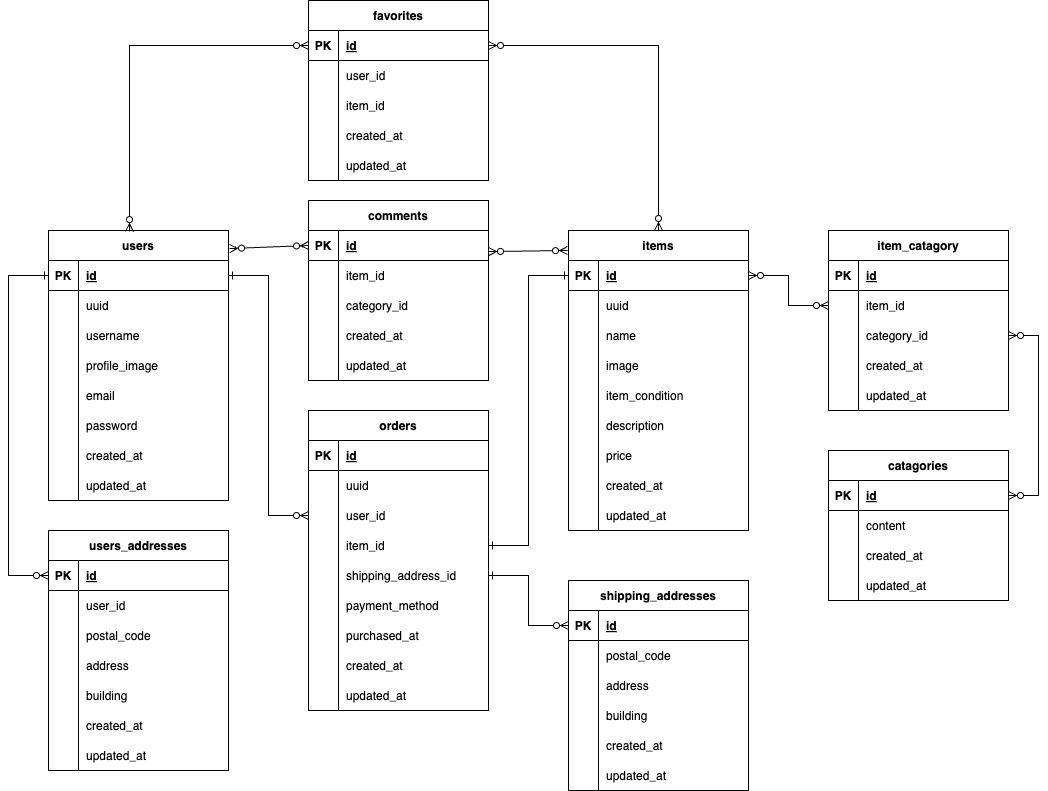 favorites
PK id
user_id
item_id
created_at
updated_at
comments
PK id
item_id
category_id
created_at
updated_at
users
PK id
uuid
username
profile_image
email
password
created_at
updated_at
items
PK id
uuid
name
image
item_condition
description
price
created_at
updated_at
item_catagory
PK id
item_id
category_id
created_at
updated_at
orders
PK id
uuid
user_id
item_id
shipping_address_id
payment_method
purchased_at
created_at
updated_at
catagories
PK id
content
created_at
updated_at
users_addresses
PK id
user_id
postal_code
address
building
created_at
updated_at
shipping_addresses
PK id
postal_code
address
building
created_at
updated_at